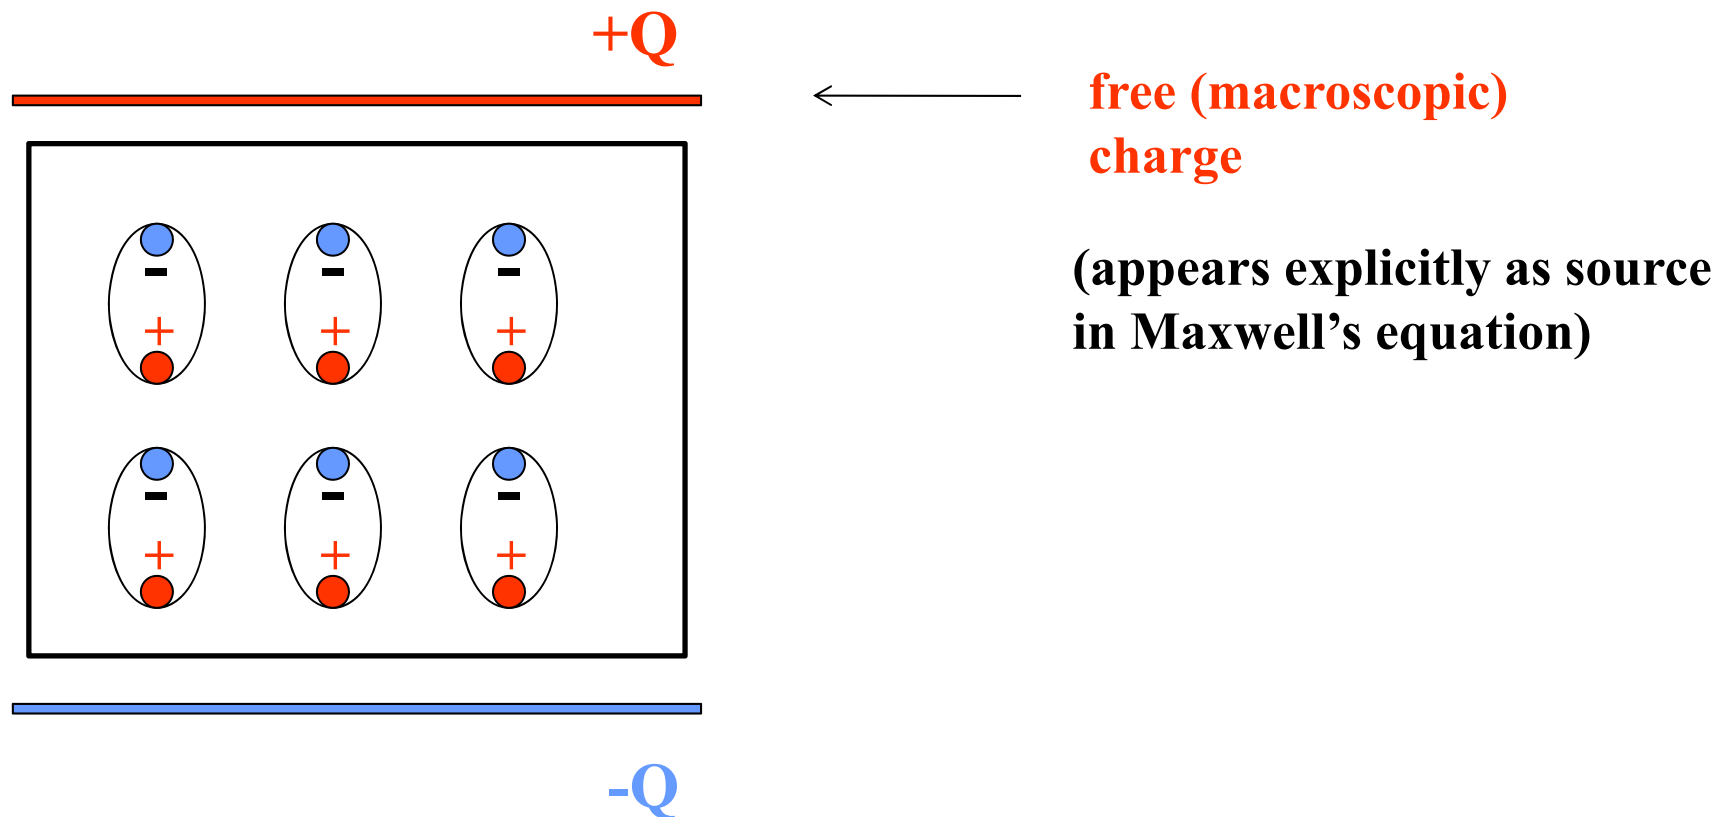 +Q
free (macroscopic)
charge
(appears explicitly as source
in Maxwell’s equation)
- - -
+ + +
- - -
+ + +
-Q